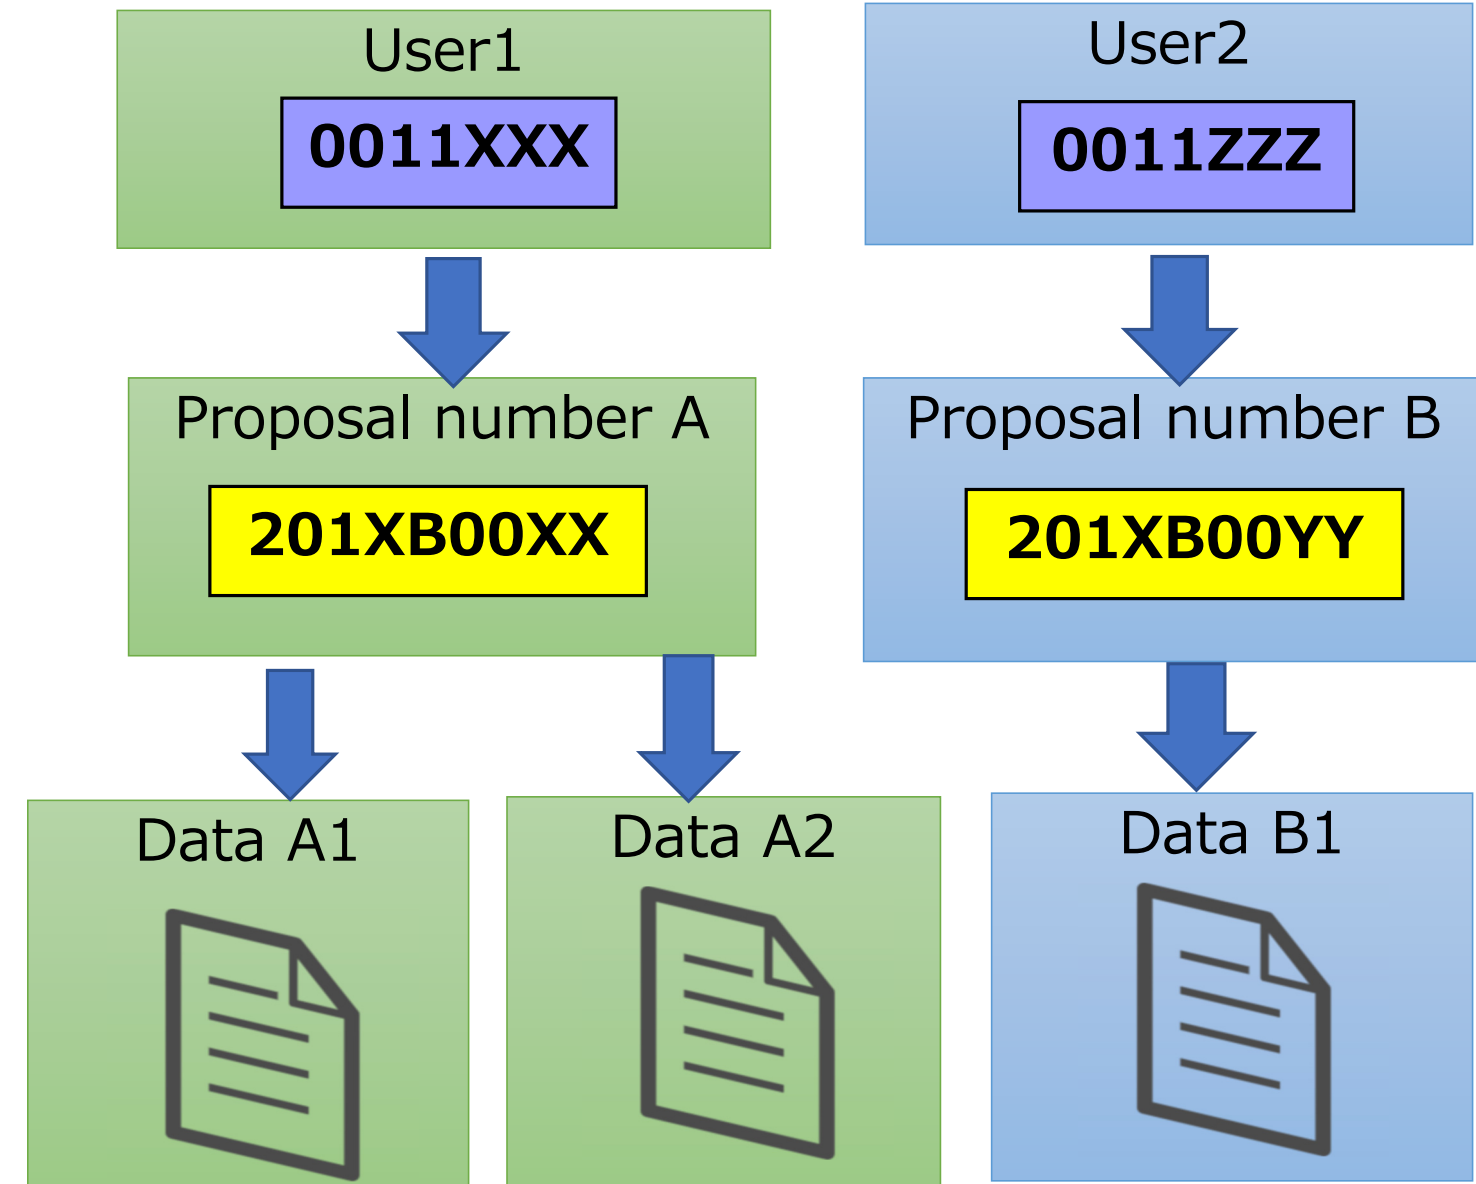 User1
0011XXX
User2
0011ZZZ
Proposal number A
201XB00XX
Proposal number B
201XB00YY
Data A1
Data A2
Data B1